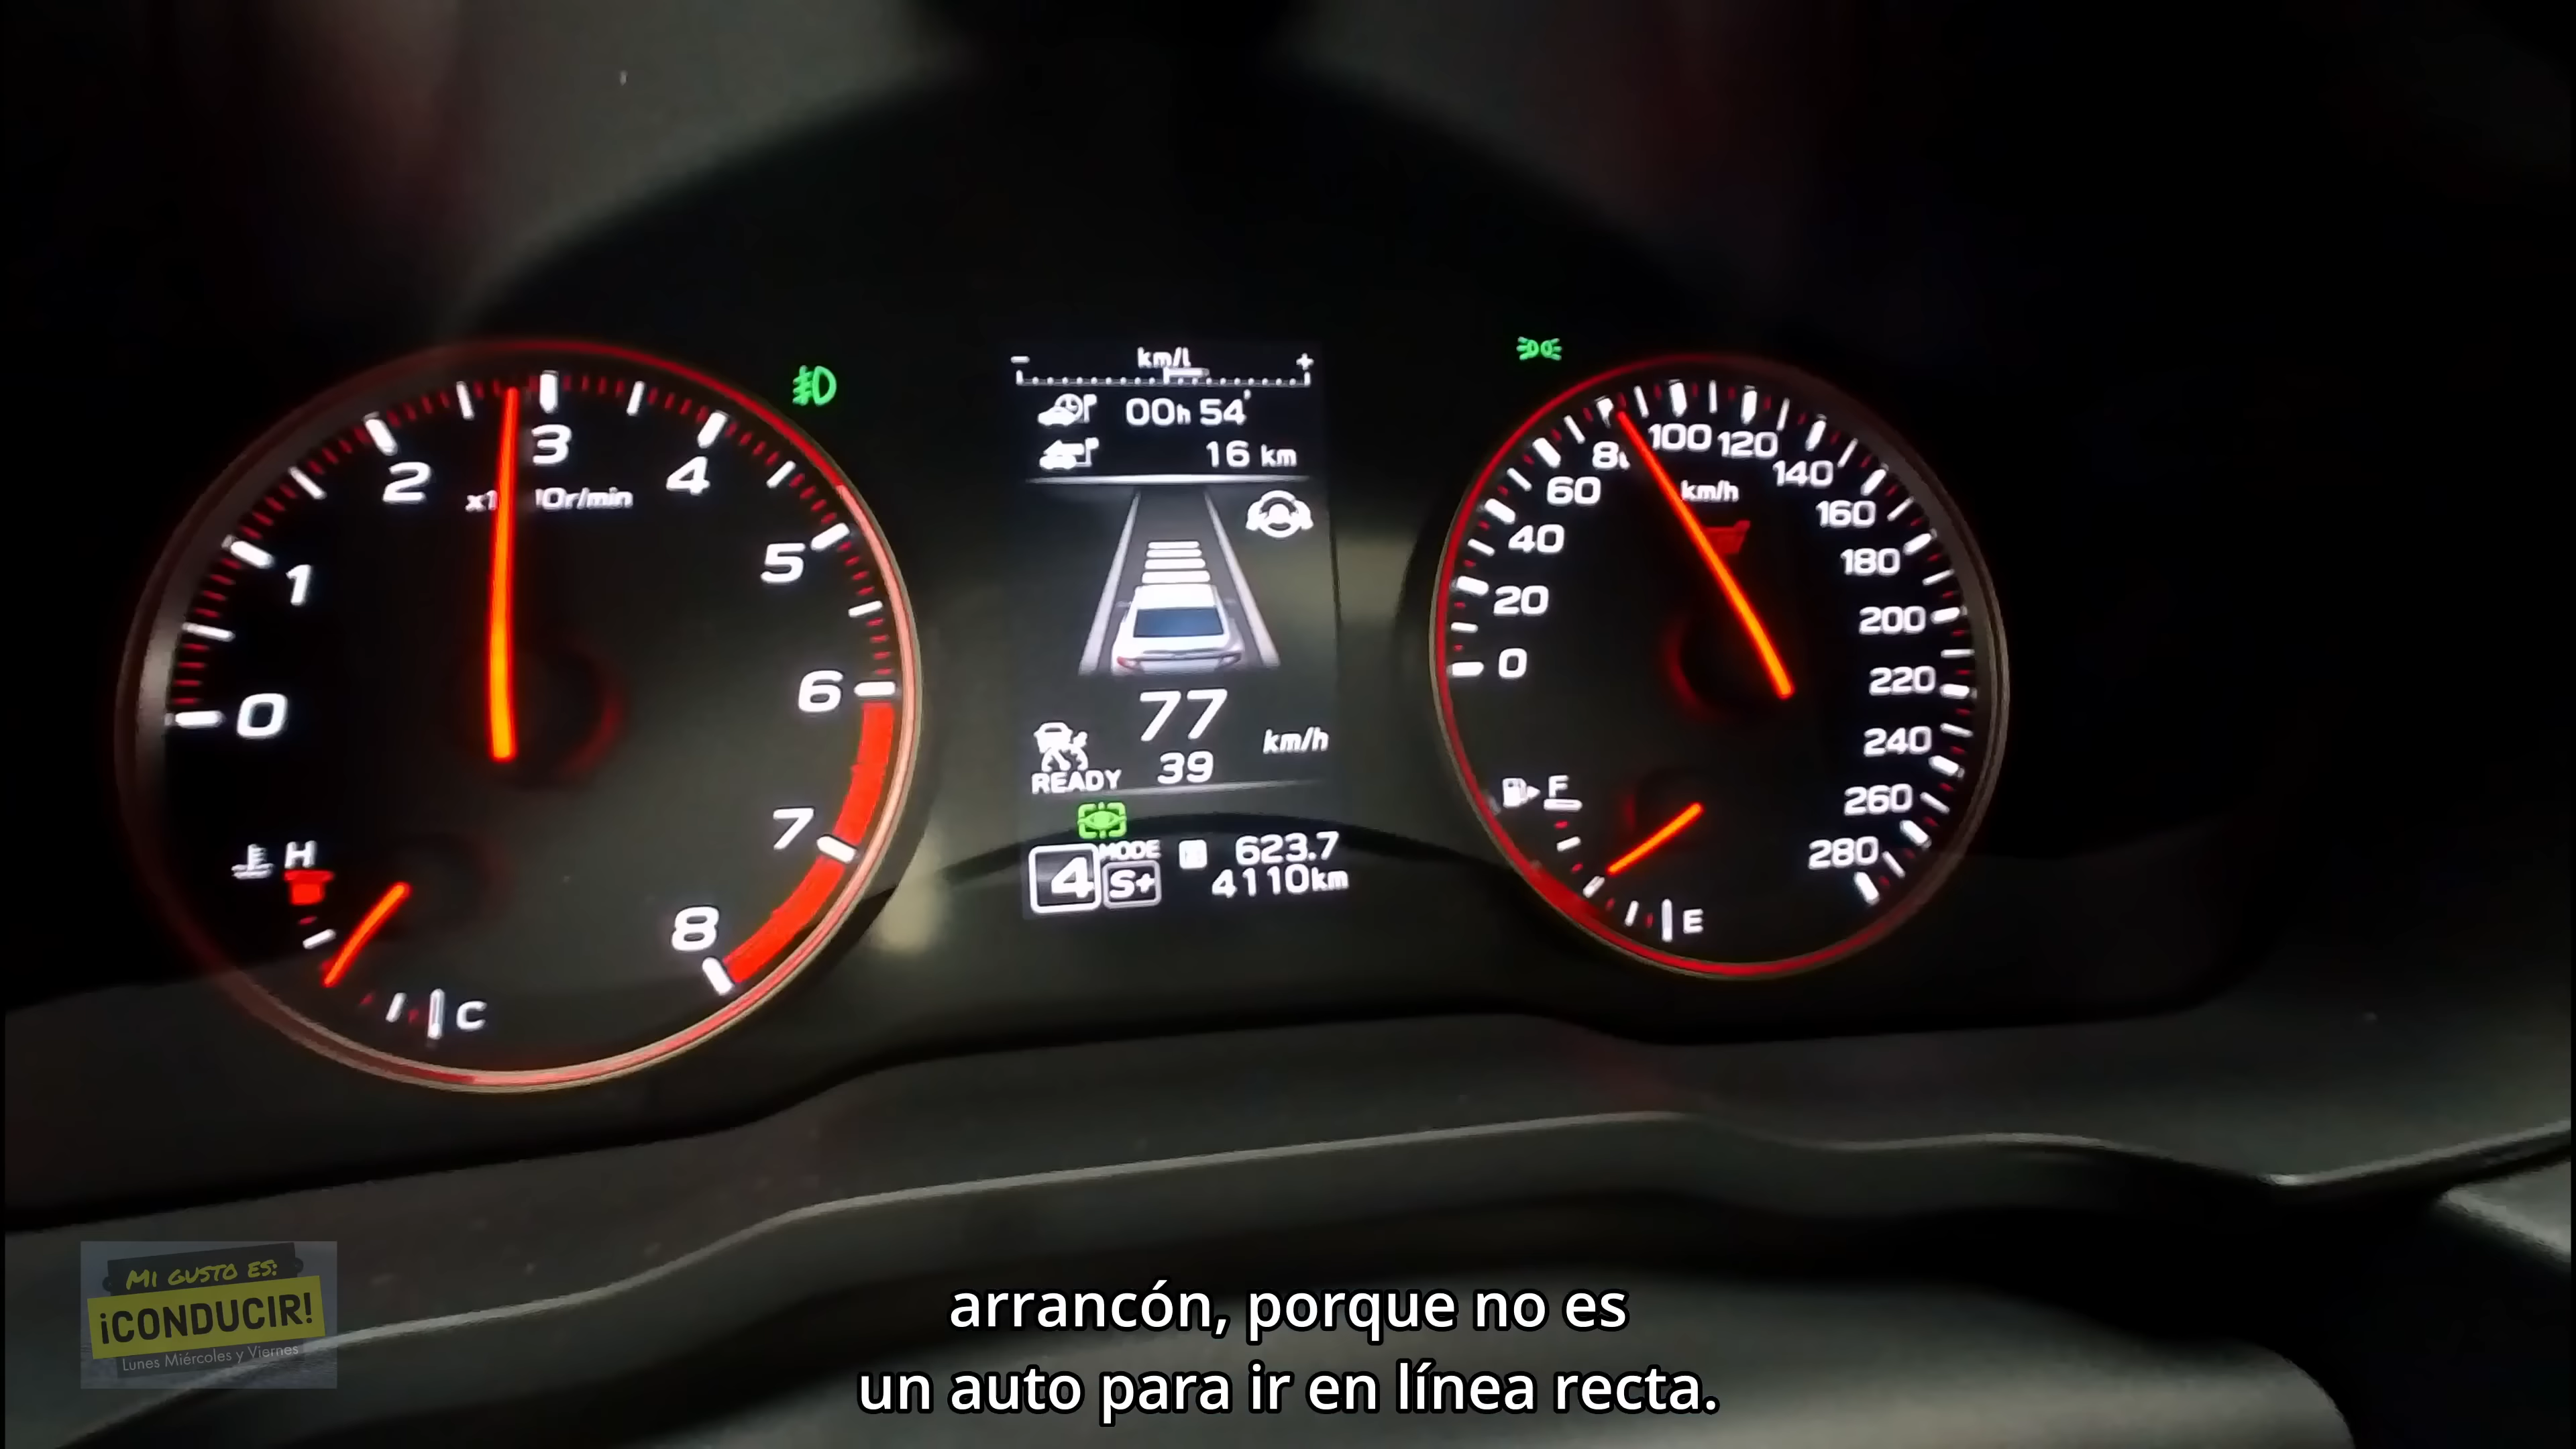 km/l
- +
00h 54'
16 km
77
km/h
READY 39
4 MODE S+
623.7
4110km
0
1
2
3
4
5
6
7
8
H
C
0
20
40
60
100
120
140
160
180
200
220
240
260
280
km/h
F
E
MI GUSTO ES:
¡CONDUCIR!
Lunes Miércoles y Viernes
arrancón, porque no es
un auto para ir en línea recta.